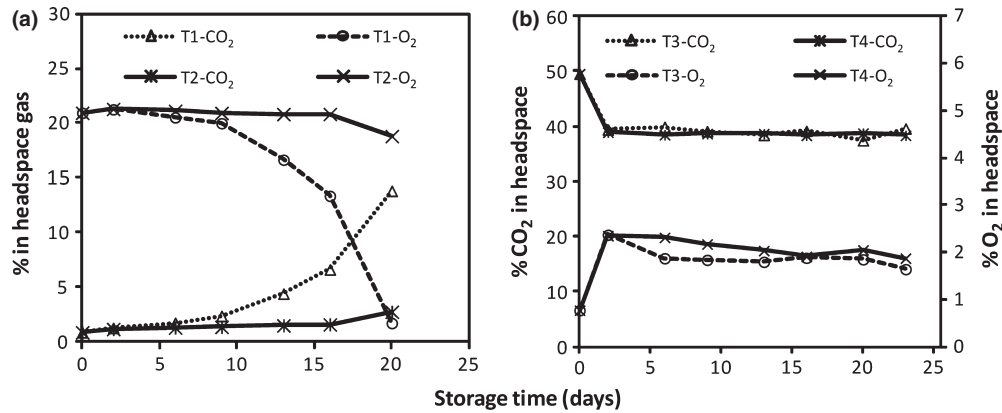 (a)
% in headspace gas
30
25
20
15
10
5
0
T1-CO₂ T1-O₂
T2-CO₂ T2-O₂
0 5 10 15 20 25
(b)
% CO₂ in headspace
60
50
40
30
20
10
0
T3-CO₂ T4-CO₂
T3-O₂ T4-O₂
7
6
5
4
3
2
1
0
% O₂ in headspace
0 5 10 15 20 25
Storage time (days)